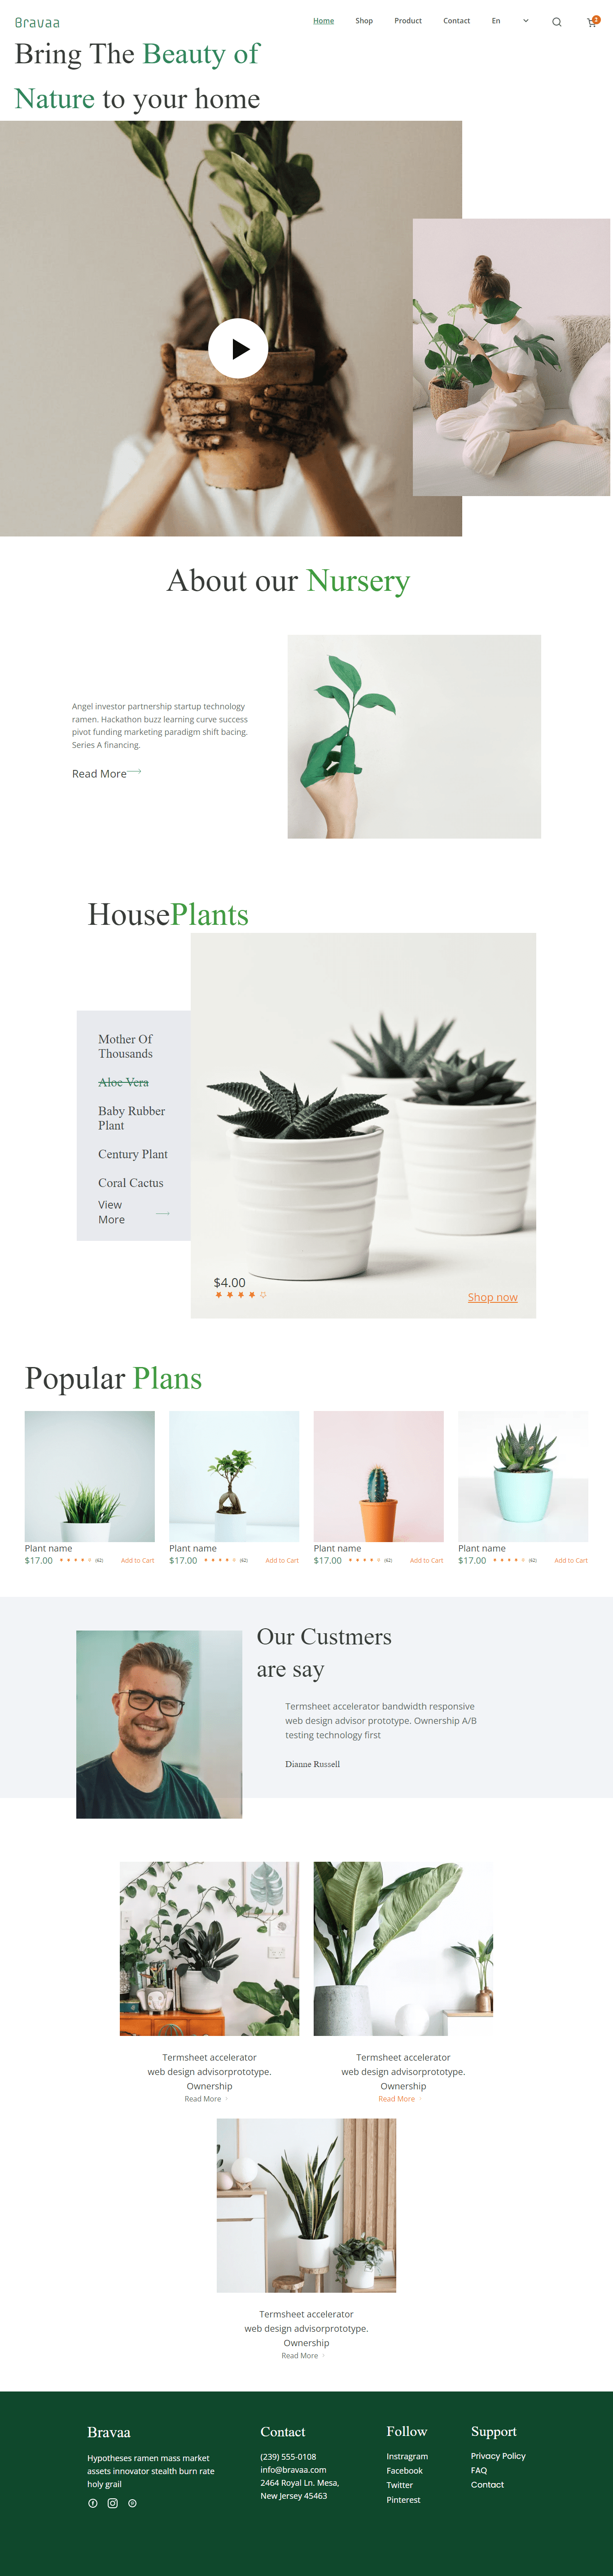 Bravaa
Home Shop Product Contact En
2
Bring The Beauty of
Nature to your home
About our Nursery
Angel investor partnership startup technology
ramen. Hackathon buzz learning curve success
pivot funding marketing paradigm shift bacing.
Series A financing.
Read More
HousePlants
Mother Of
Thousands
Aloe Vera
Baby Rubber
Plant
Century Plant
Coral Cactus
View
More
$4.00
Shop now
Popular Plans
Plant name
$17.00 (42) Add to Cart
Plant name
$17.00 (42) Add to Cart
Plant name
$17.00 (42) Add to Cart
Plant name
$17.00 (42) Add to Cart
Our Custmers
are say
Termsheet accelerator bandwidth responsive
web design advisor prototype. Ownership A/B
testing technology first
Dianne Russell
Termsheet accelerator
web design advisorprototype.
Ownership
Read More
Termsheet accelerator
web design advisorprototype.
Ownership
Read More
Termsheet accelerator
web design advisorprototype.
Ownership
Read More
Bravaa
Hypotheses ramen mass market
assets innovator stealth burn rate
holy grail
Contact
(239) 555-0108
info@bravaa.com
2464 Royal Ln. Mesa,
New Jersey 45463
Follow
Instragram
Facebook
Twitter
Pinterest
Support
Privacy Policy
FAQ
Contact